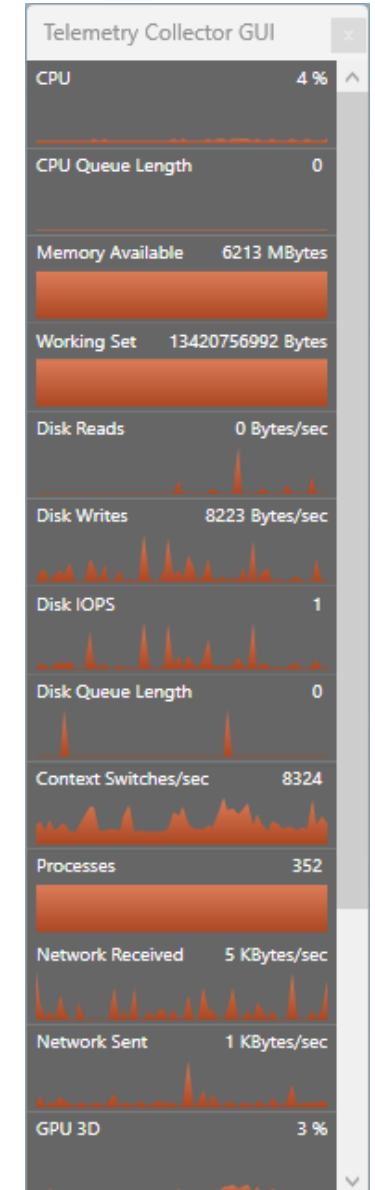 Telemetry Collector GUI x
CPU 4 %
CPU Queue Length 0
Memory Available 6213 MBytes
Working Set 13420756992 Bytes
Disk Reads 0 Bytes/sec
Disk Writes 8223 Bytes/sec
Disk IOPS 1
Disk Queue Length 0
Context Switches/sec 8324
Processes 352
Network Received 5 KBytes/sec
Network Sent 1 KBytes/sec
GPU 3D 3 %